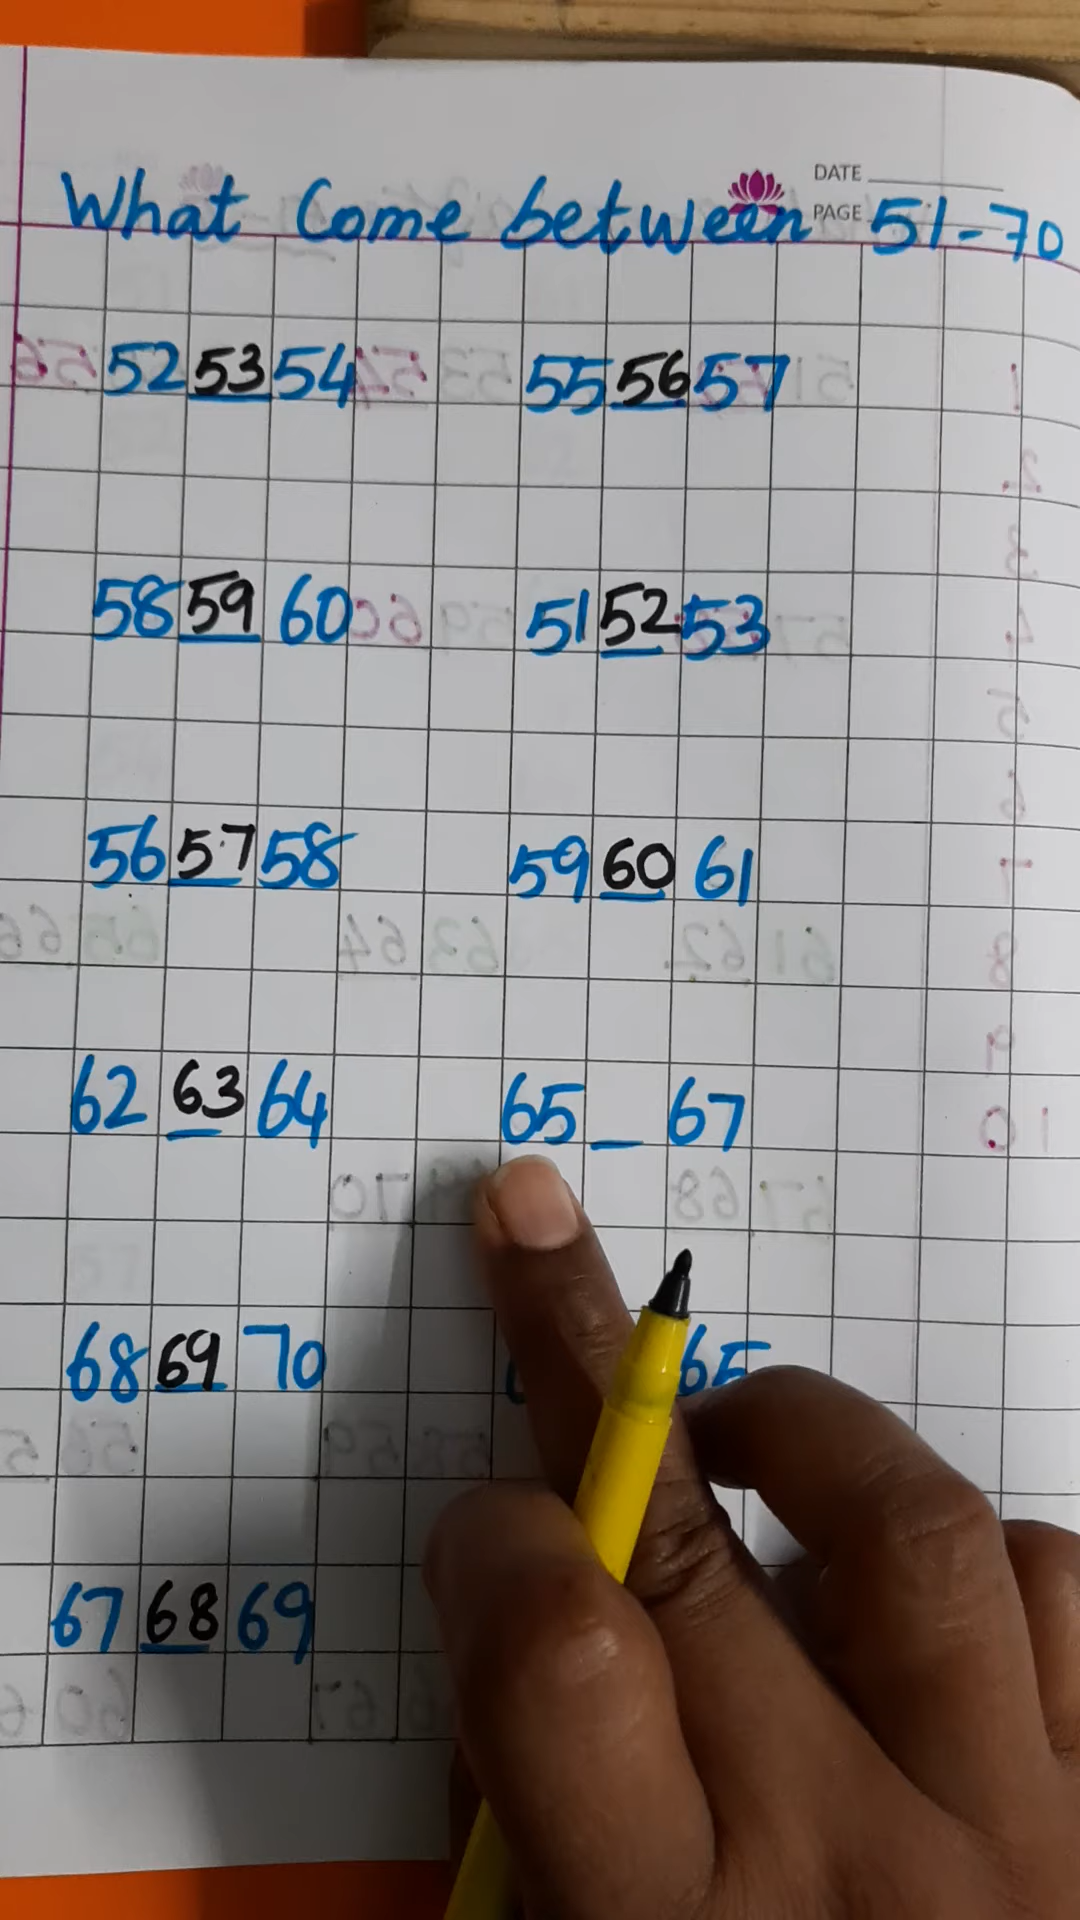 DATE
What Come between PAGE 51-70
52 53 54 55 56 57
58 59 60 51 52 53
56 57 58 59 60 61
62 63 64 65 _ 67
68 69 70 65
67 68 69